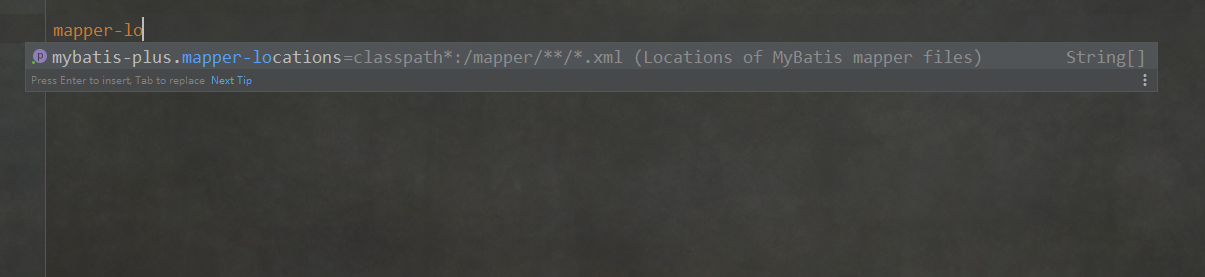 mapper-lo
p mybatis-plus.mapper-locations=classpath*:/mapper/**/*.xml (Locations of MyBatis mapper files) String[]
Press Enter to insert, Tab to replace Next Tip